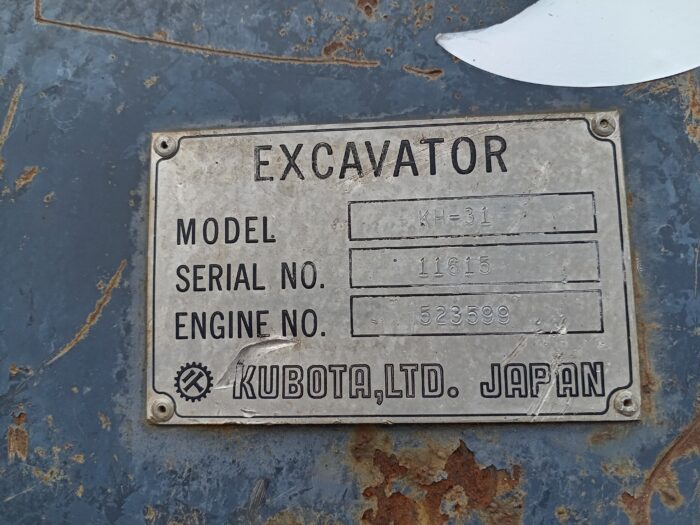 EXCAVATOR
MODEL KH-31
SERIAL NO. 11615
ENGINE NO. 523599
KUBOTA,LTD. JAPAN